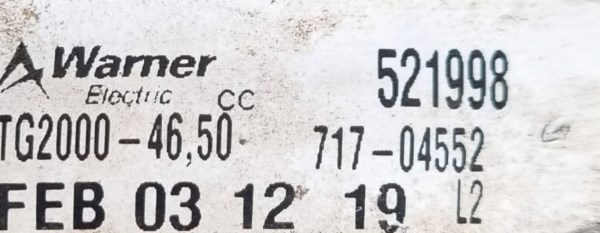 Warner 521998
Electric CC
TG2000-46,50 717-04552
FEB 03 12 19 L2